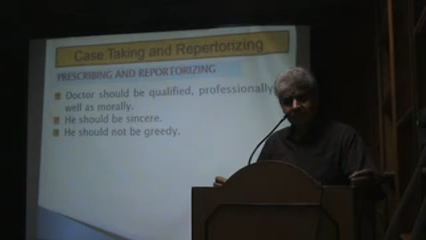 Case Taking and Repertorizing
PRESCRIBING AND REPORTORIZING
Doctor should be qualified, professionally
well as morally.
He should be sincere.
He should not be greedy.